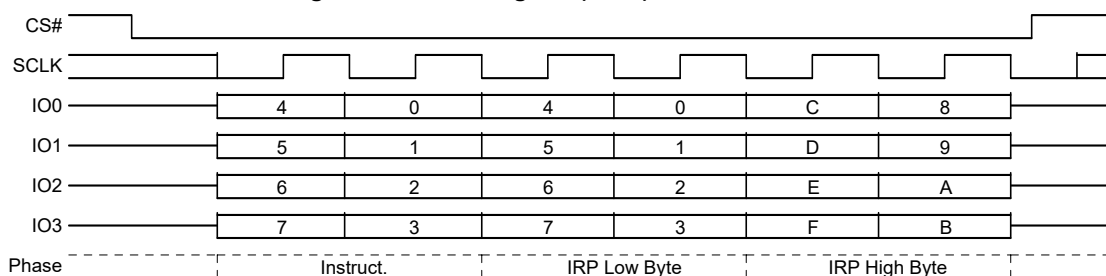 CS#
SCLK
IO0 4 0 4 0 C 8
IO1 5 1 5 1 D 9
IO2 6 2 6 2 E A
IO3 7 3 7 3 F B
Phase Instruct. IRP Low Byte IRP High Byte